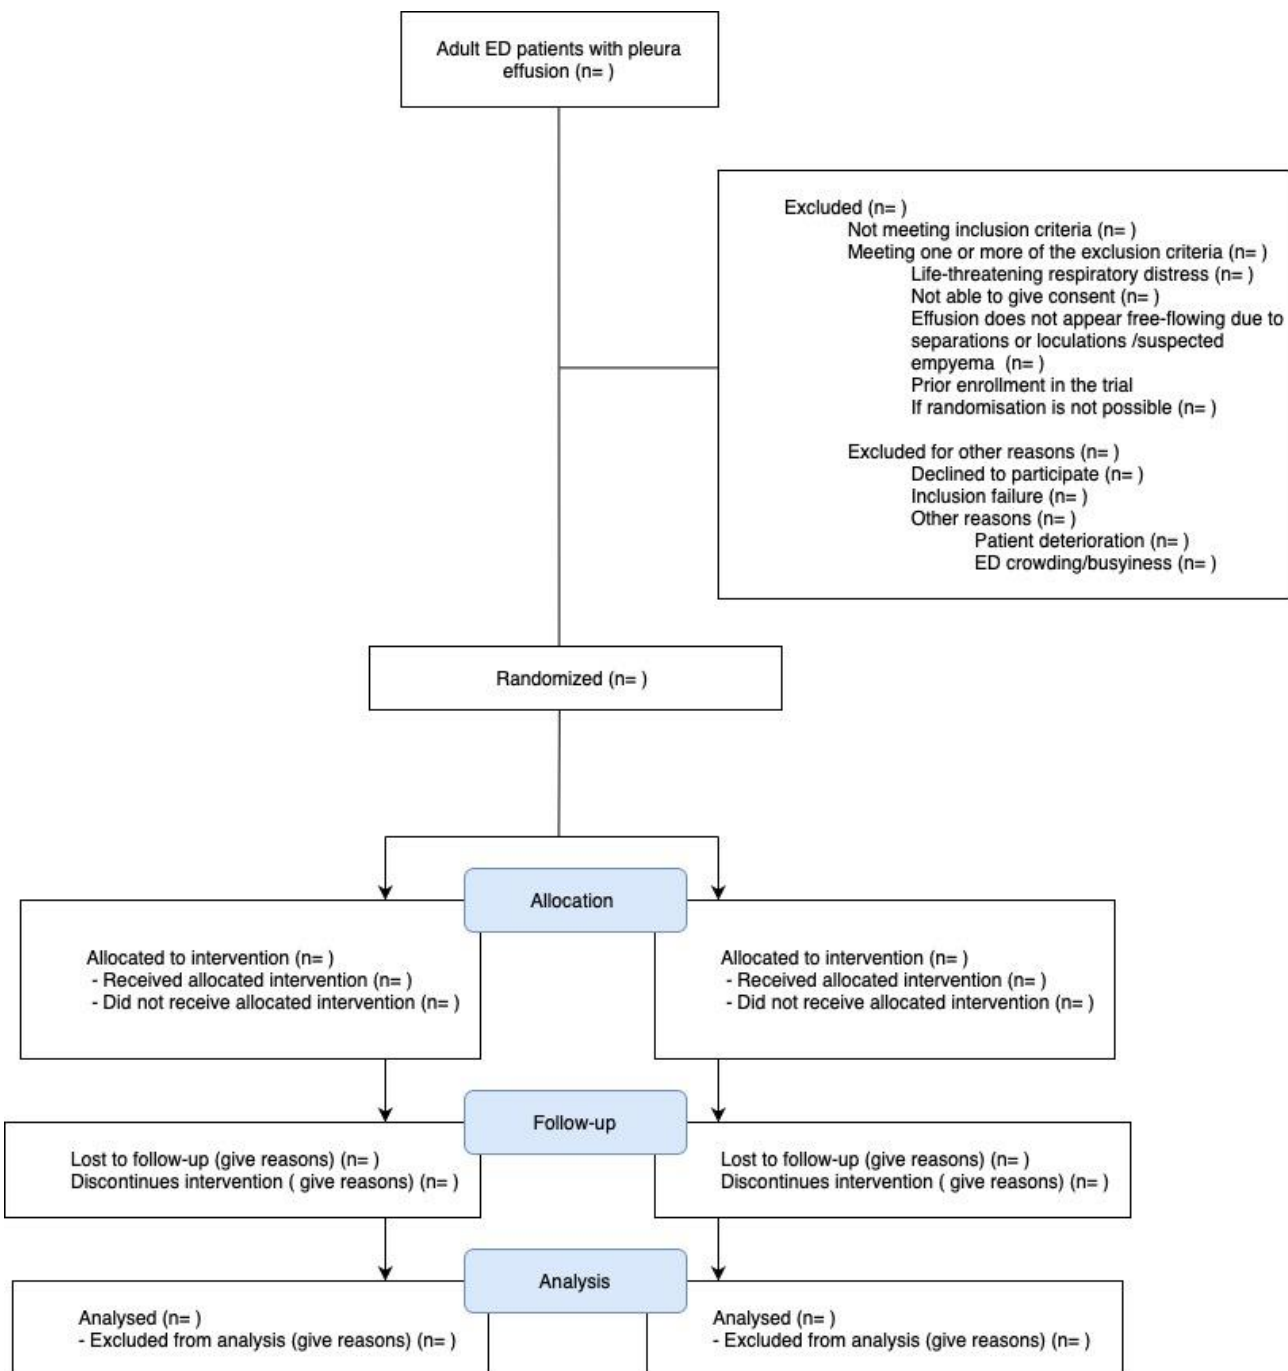 Adult ED patients with pleura
effusion (n= )
Excluded (n= )
Not meeting inclusion criteria (n= )
Meeting one or more of the exclusion criteria (n= )
Life-threatening respiratory distress (n= )
Not able to give consent (n= )
Effusion does not appear free-flowing due to
separations or loculations /suspected
empyema  (n= )
Prior enrollment in the trial
If randomisation is not possible (n= )
Excluded for other reasons (n= )
Declined to participate (n= )
Inclusion failure (n= )
Other reasons (n= )
Patient deterioration (n= )
ED crowding/busyiness (n= )
Randomized (n= )
Allocation
Allocated to intervention (n= )
- Received allocated intervention (n= )
- Did not receive allocated intervention (n= )
Allocated to intervention (n= )
- Received allocated intervention (n= )
- Did not receive allocated intervention (n= )
Follow-up
Lost to follow-up (give reasons) (n= )
Discontinues intervention ( give reasons) (n= )
Lost to follow-up (give reasons) (n= )
Discontinues intervention ( give reasons) (n= )
Analysis
Analysed (n= )
- Excluded from analysis (give reasons) (n= )
Analysed (n= )
- Excluded from analysis (give reasons) (n= )